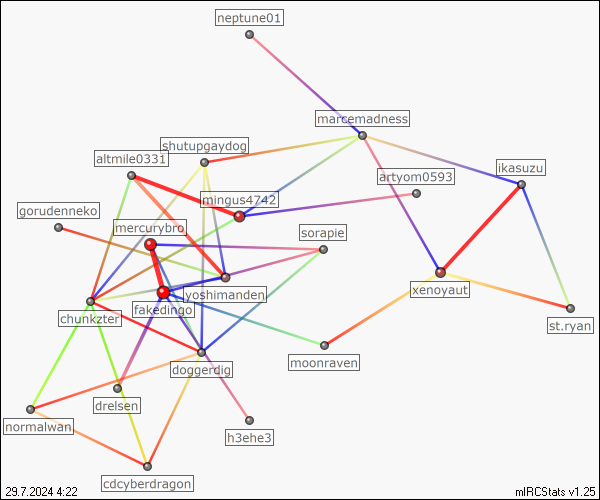 neptune01
marcemadness
shutupgaydog
altmile0331
ikasuzu
artyom0593
mingus4742
gorudenneko
mercurybro
sorapie
xenoyaut
yoshimanden
fakedingo
chunkzter
st.ryan
moonraven
doggerdig
drelsen
normalwan
h3ehe3
cdcyberdragon
29.7.2024 4:22
mIRCStats v1.25